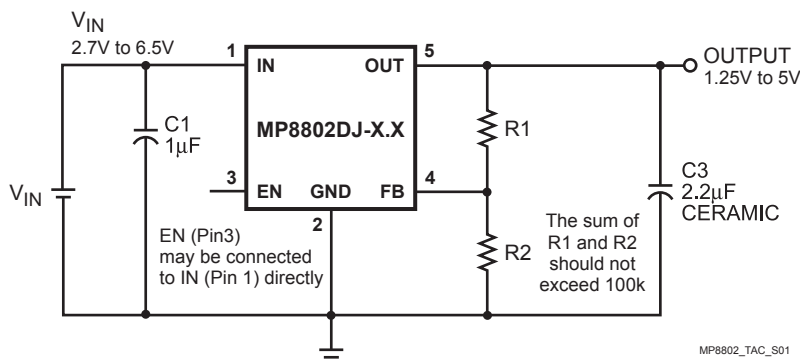 VIN
2.7V to 6.5V
1
5
IN
OUT
OUTPUT
1.25V to 5V
C1
1μF
MP8802DJ-X.X
R1
3
4
EN
GND
FB
2
VIN
C3
2.2μF
CERAMIC
EN (Pin3)
may be connected
to IN (Pin 1) directly
R2
The sum of
R1 and R2
should not
exceed 100k
MP8802_TAC_S01